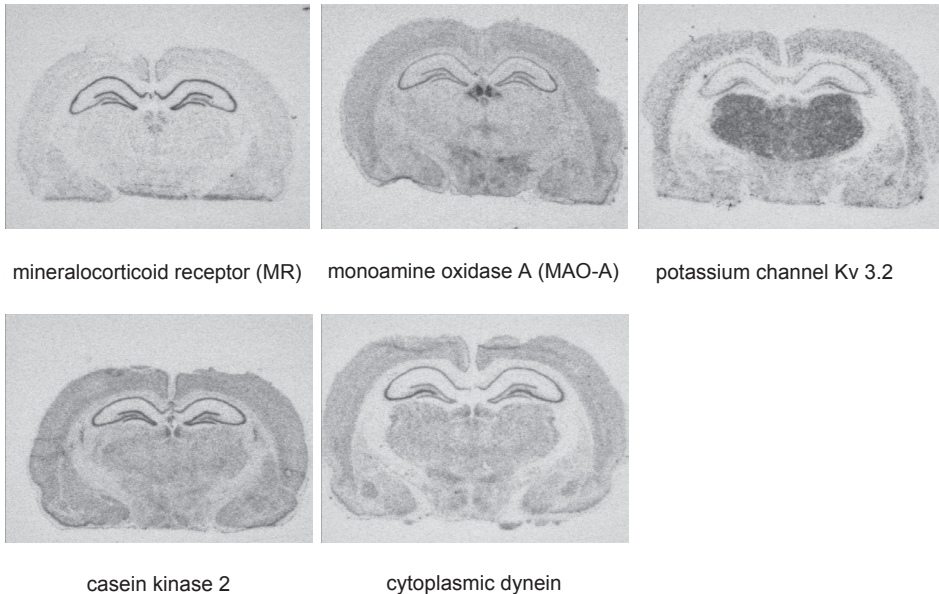 mineralocorticoid receptor (MR)
monoamine oxidase A (MAO-A)
potassium channel Kv 3.2
casein kinase 2
cytoplasmic dynein